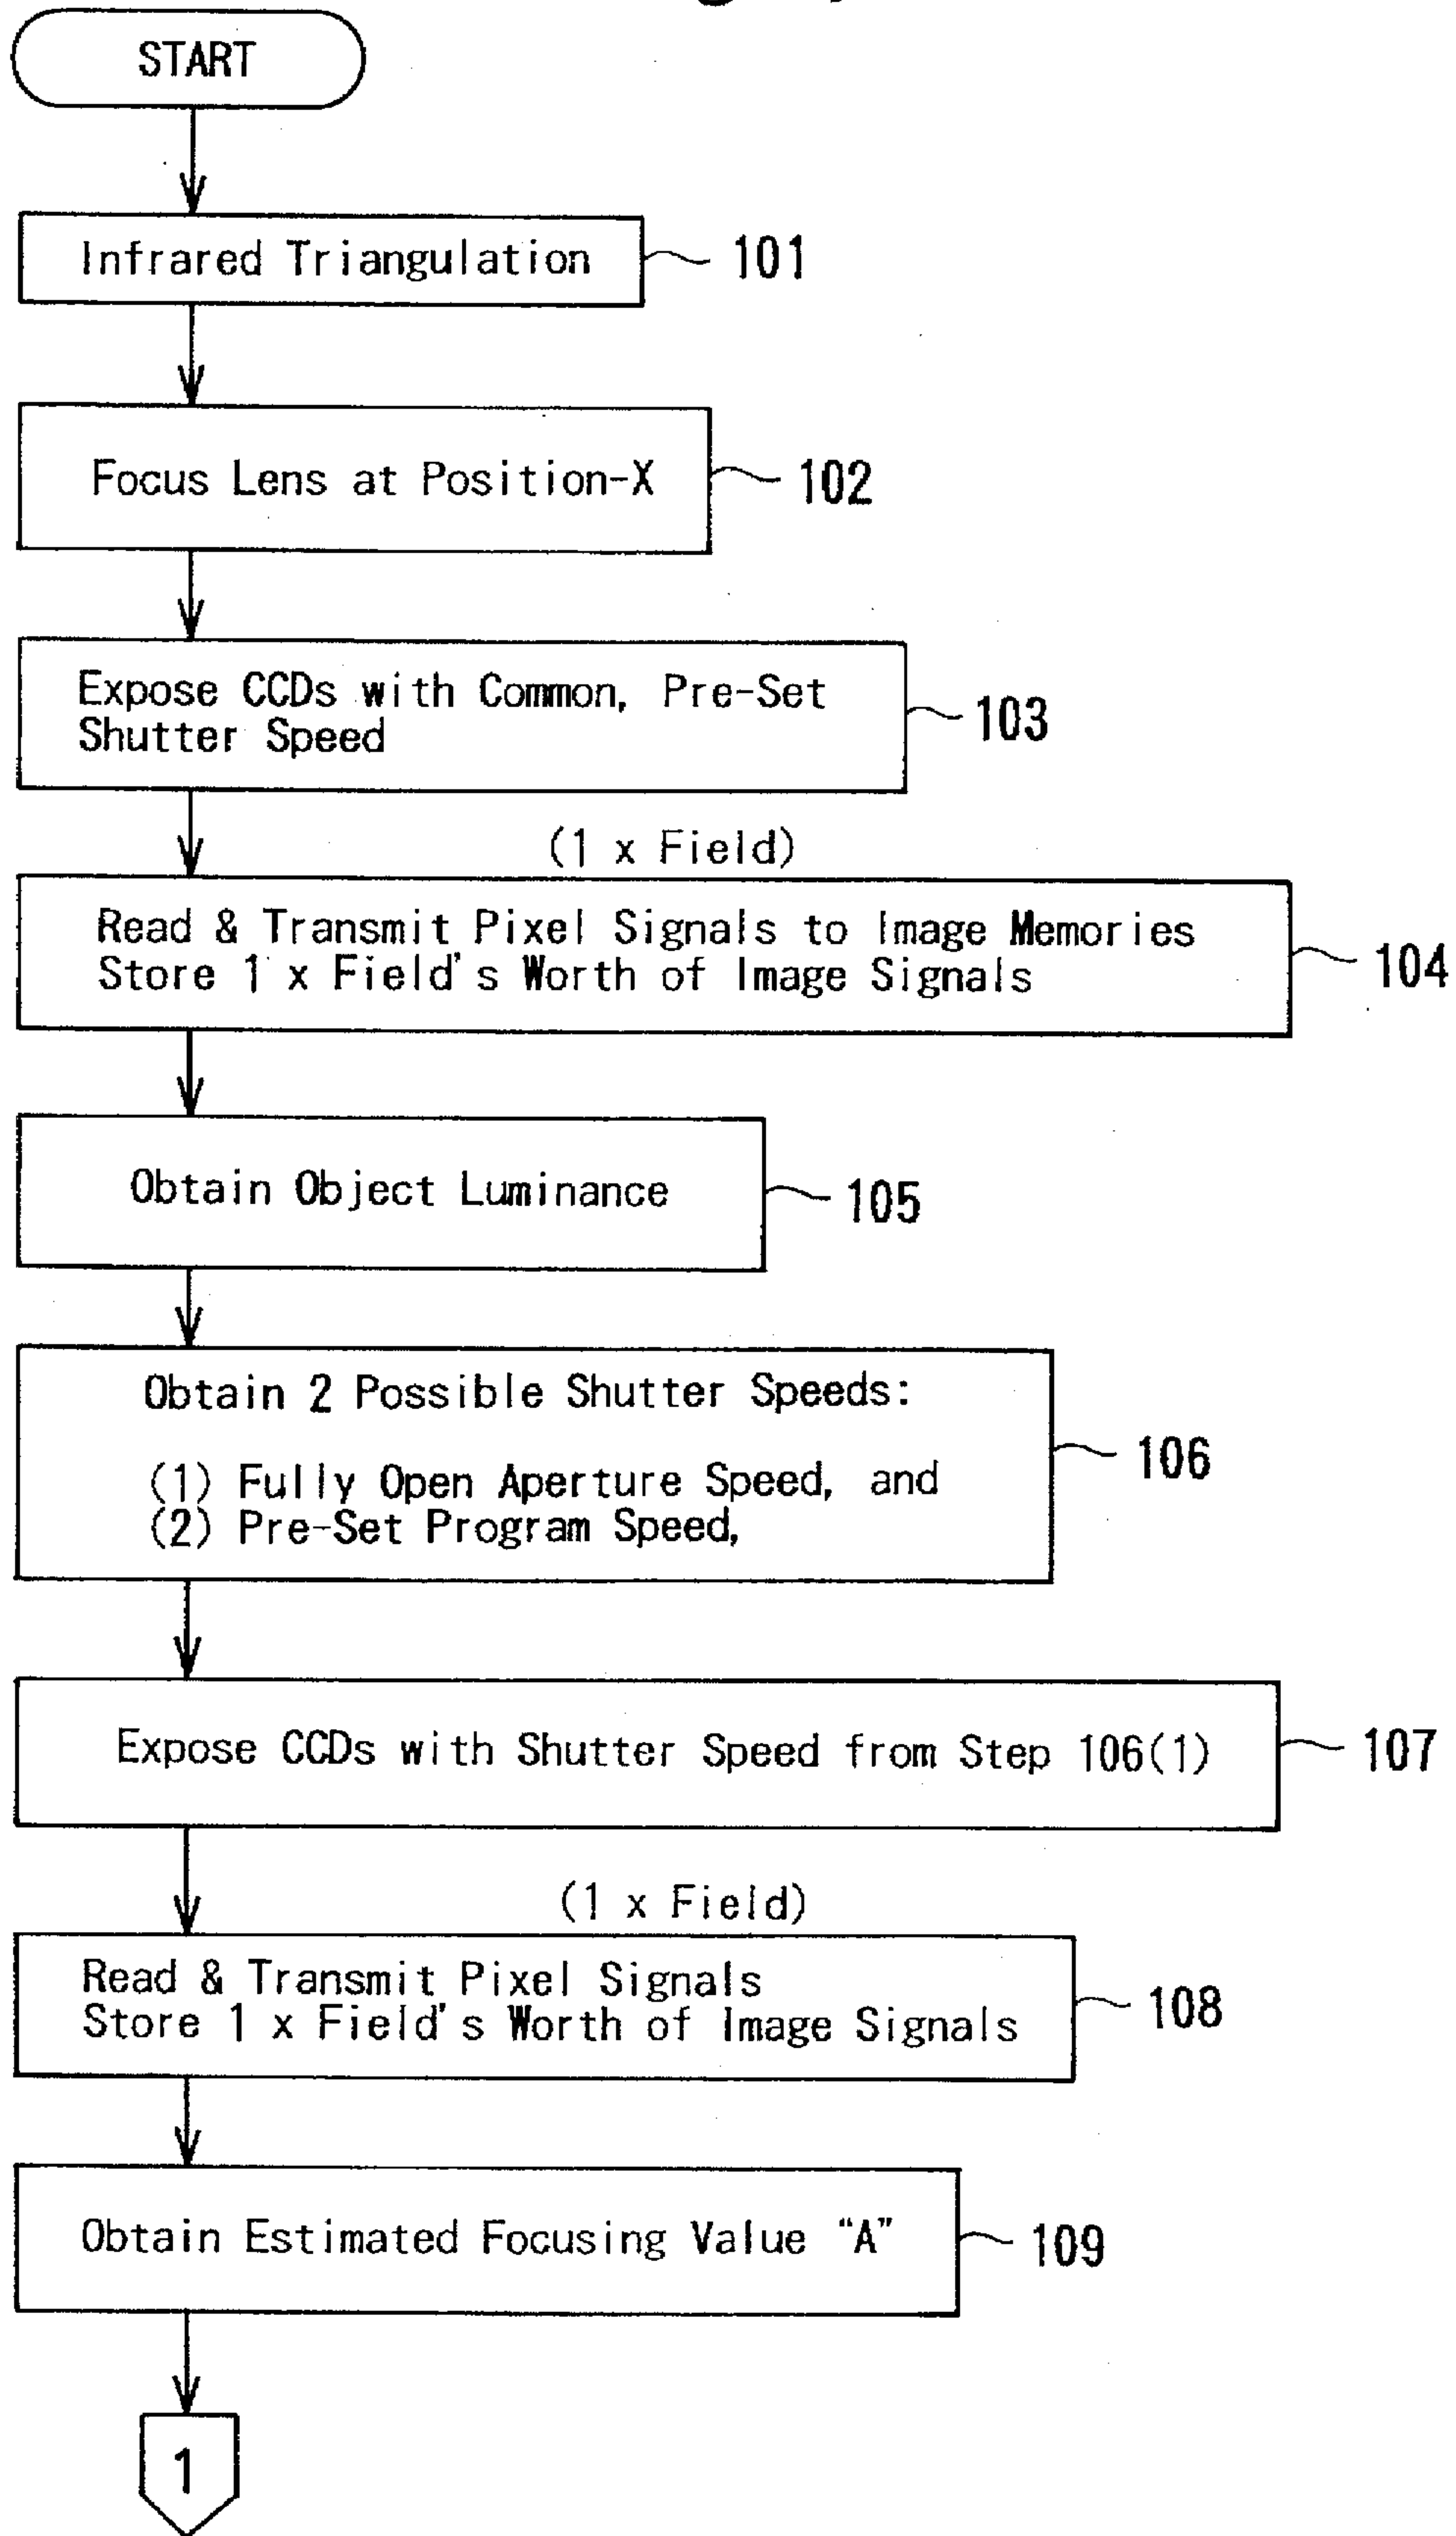 START
Infrared Triangulation
101
Focus Lens at Position-X
102
Expose CCDs with Common, Pre-Set
Shutter Speed
103
(1 x Field)
Read & Transmit Pixel Signals to Image Memories
Store 1 x Field's Worth of Image Signals
104
Obtain Object Luminance
105
Obtain 2 Possible Shutter Speeds:
(1) Fully Open Aperture Speed, and
(2) Pre-Set Program Speed,
106
Expose CCDs with Shutter Speed from Step 106(1)
107
(1 x Field)
Read & Transmit Pixel Signals
Store 1 x Field's Worth of Image Signals
108
Obtain Estimated Focusing Value “A”
109
1